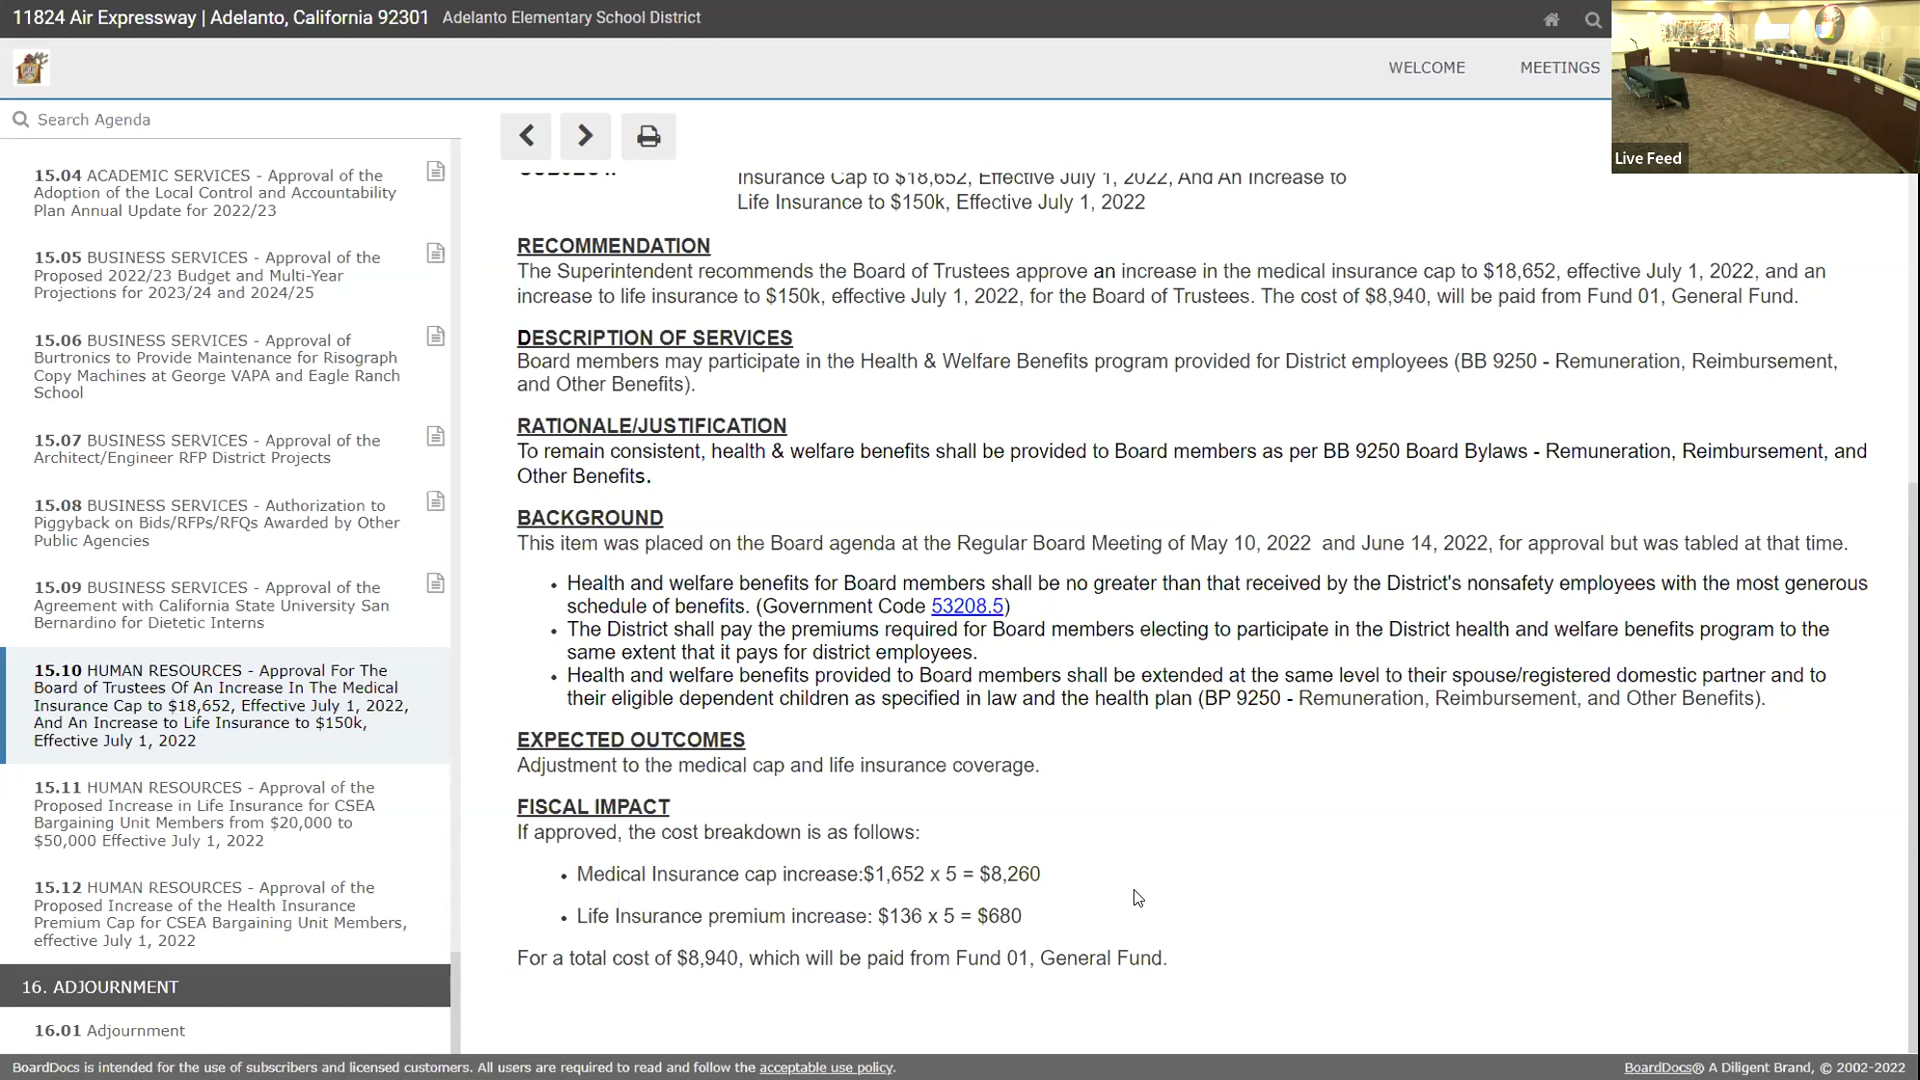 11824 Air Expressway | Adelanto, California 92301 Adelanto Elementary School District
WELCOME MEETINGS
Live Feed
Search Agenda
15.04 ACADEMIC SERVICES - Approval of the
Adoption of the Local Control and Accountability
Plan Annual Update for 2022/23
15.05 BUSINESS SERVICES - Approval of the
Proposed 2022/23 Budget and Multi-Year
Projections for 2023/24 and 2024/25
15.06 BUSINESS SERVICES - Approval of
Burtronics to Provide Maintenance for Risograph
Copy Machines at George VAPA and Eagle Ranch
School
15.07 BUSINESS SERVICES - Approval of the
Architect/Engineer RFP District Projects
15.08 BUSINESS SERVICES - Authorization to
Piggyback on Bids/RFPs/RFQs Awarded by Other
Public Agencies
15.09 BUSINESS SERVICES - Approval of the
Agreement with California State University San
Bernardino for Dietetic Interns
15.10 HUMAN RESOURCES - Approval For The
Board of Trustees Of An Increase In The Medical
Insurance Cap to $18,652, Effective July 1, 2022,
And An Increase to Life Insurance to $150k,
Effective July 1, 2022
15.11 HUMAN RESOURCES - Approval of the
Proposed Increase in Life Insurance for CSEA
Bargaining Unit Members from $20,000 to
$50,000 Effective July 1, 2022
15.12 HUMAN RESOURCES - Approval of the
Proposed Increase of the Health Insurance
Premium Cap for CSEA Bargaining Unit Members,
effective July 1, 2022
16. ADJOURNMENT
16.01 Adjournment
Insurance Cap to $18,652, Effective July 1, 2022, And An Increase to
Life Insurance to $150k, Effective July 1, 2022
RECOMMENDATION
The Superintendent recommends the Board of Trustees approve an increase in the medical insurance cap to $18,652, effective July 1, 2022, and an
increase to life insurance to $150k, effective July 1, 2022, for the Board of Trustees. The cost of $8,940, will be paid from Fund 01, General Fund.
DESCRIPTION OF SERVICES
Board members may participate in the Health & Welfare Benefits program provided for District employees (BB 9250 - Remuneration, Reimbursement,
and Other Benefits).
RATIONALE/JUSTIFICATION
To remain consistent, health & welfare benefits shall be provided to Board members as per BB 9250 Board Bylaws - Remuneration, Reimbursement, and
Other Benefits.
BACKGROUND
This item was placed on the Board agenda at the Regular Board Meeting of May 10, 2022 and June 14, 2022, for approval but was tabled at that time.
• Health and welfare benefits for Board members shall be no greater than that received by the District's nonsafety employees with the most generous
schedule of benefits. (Government Code 53208.5)
• The District shall pay the premiums required for Board members electing to participate in the District health and welfare benefits program to the
same extent that it pays for district employees.
• Health and welfare benefits provided to Board members shall be extended at the same level to their spouse/registered domestic partner and to
their eligible dependent children as specified in law and the health plan (BP 9250 - Remuneration, Reimbursement, and Other Benefits).
EXPECTED OUTCOMES
Adjustment to the medical cap and life insurance coverage.
FISCAL IMPACT
If approved, the cost breakdown is as follows:
• Medical Insurance cap increase:$1,652 x 5 = $8,260
• Life Insurance premium increase: $136 x 5 = $680
For a total cost of $8,940, which will be paid from Fund 01, General Fund.
BoardDocs is intended for the use of subscribers and licensed customers. All users are required to read and follow the acceptable use policy.
BoardDocs® A Diligent Brand, © 2002-2022